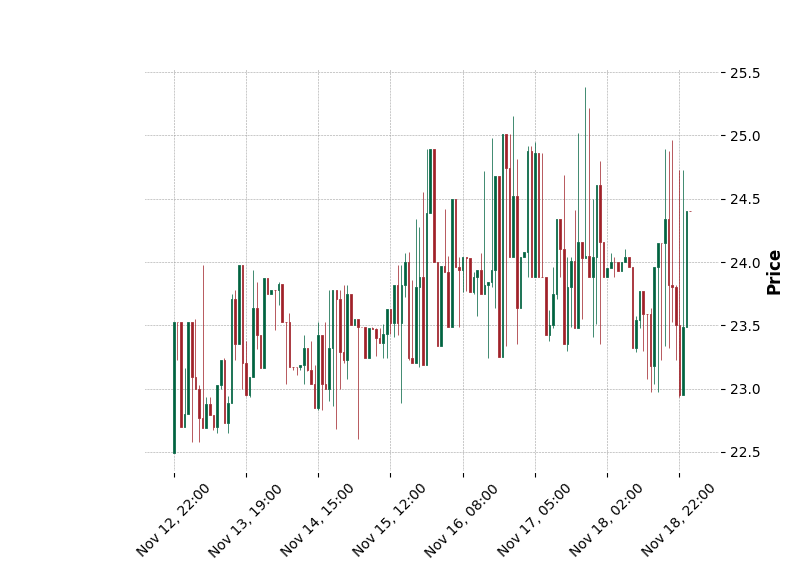 25.5
25.0
24.5
24.0
23.5
23.0
22.5
Price
Nov 12, 22:00
Nov 13, 19:00
Nov 14, 15:00
Nov 15, 12:00
Nov 16, 08:00
Nov 17, 05:00
Nov 18, 02:00
Nov 18, 22:00